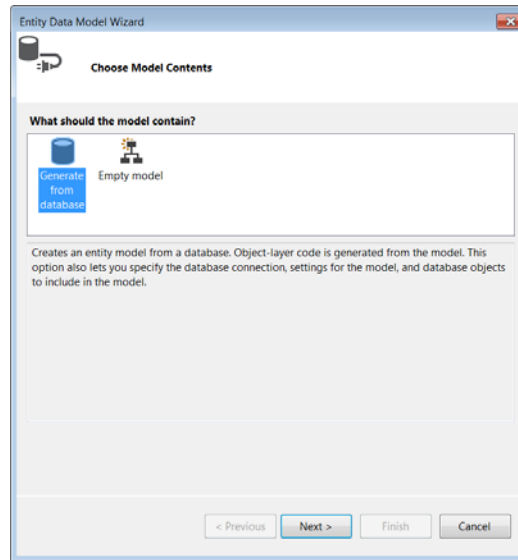 Entity Data Model Wizard
Choose Model Contents
What should the model contain?
Generate
from
database
Empty model
Creates an entity model from a database. Object-layer code is generated from the model. This
option also lets you specify the database connection, settings for the model, and database objects
to include in the model.
< Previous
Next >
Finish
Cancel